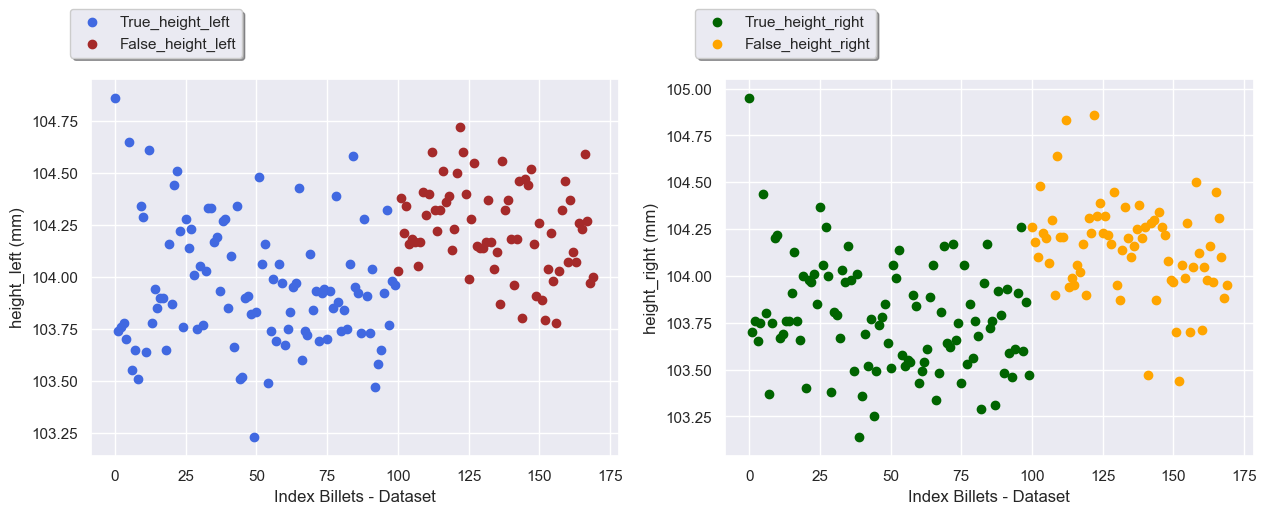 True_height_left
False_height_left
104.75
104.50
104.25
104.00
103.75
103.50
103.25
height_left (mm)
0 25 50 75 100 125 150 175
Index Billets - Dataset
True_height_right
False_height_right
105.00
104.75
104.50
104.25
104.00
103.75
103.50
103.25
height_right (mm)
0 25 50 75 100 125 150 175
Index Billets - Dataset